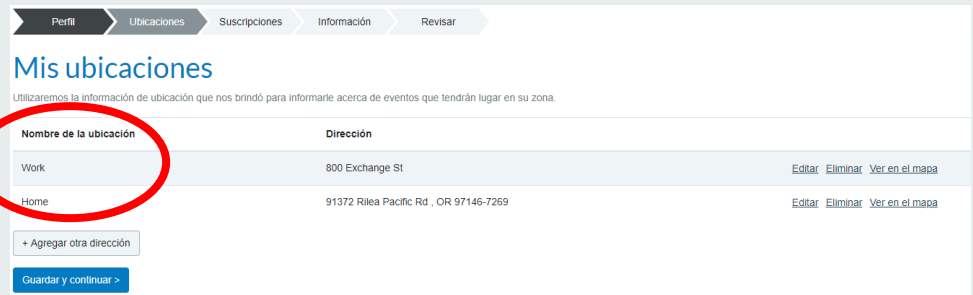 Perfil Ubicaciones Suscripciones Información Revisar
Mis ubicaciones
Utilizaremos la información de ubicación que nos brindó para informarle acerca de eventos que tendrán lugar en su zona.
Nombre de la ubicación Dirección
Work 800 Exchange St Editar Eliminar Ver en el mapa
Home 91372 Rilea Pacific Rd , OR 97146-7269 Editar Eliminar Ver en el mapa
+ Agregar otra dirección
Guardar y continuar >